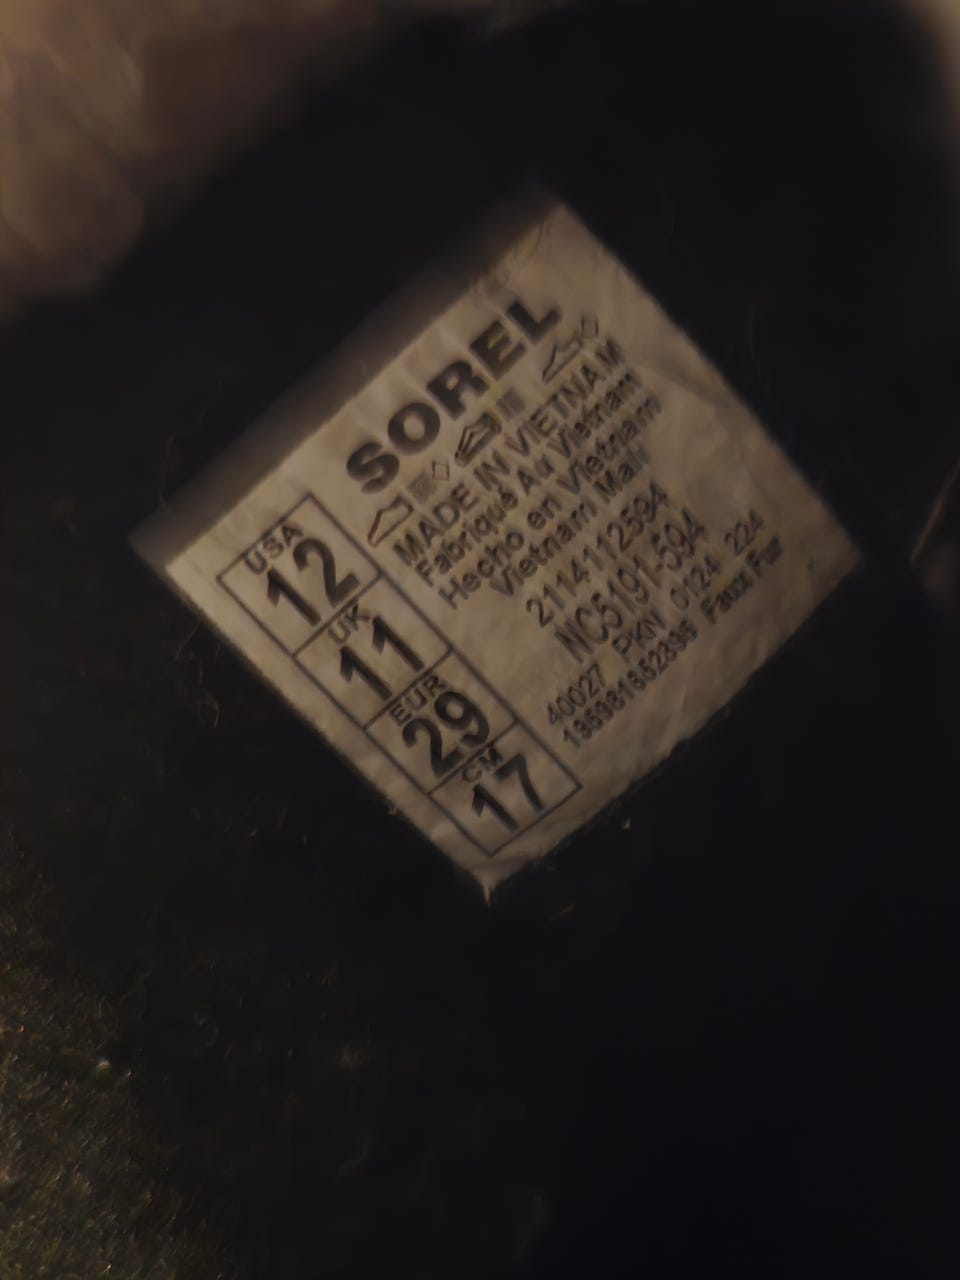 SOREL
MADE IN VIETNAM
Fabriqué Au Vietnam
Hecho en Vietnam
Vietnam Malı
2114112594
NC5191-594
40027 PKN 0124 224
Faux Fur
USA
12
UK
11
EUR
29
CM
17